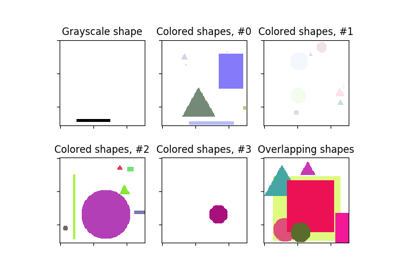 Grayscale shape
Colored shapes, #0
Colored shapes, #1
Colored shapes, #2
Colored shapes, #3
Overlapping shapes